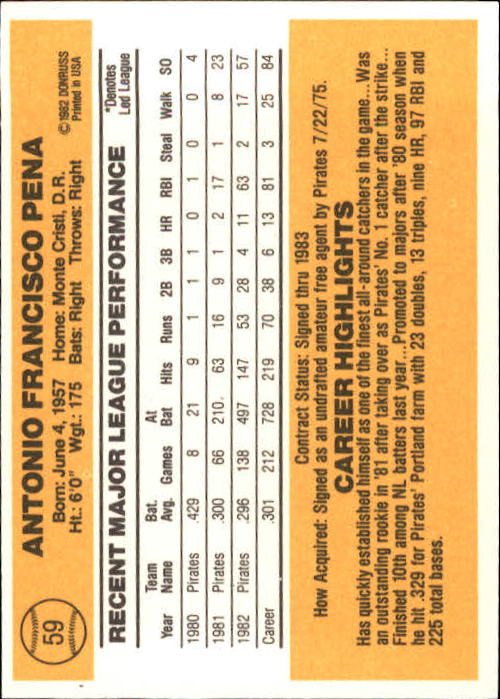 59
ANTONIO FRANCISCO PENA
Born: June 4, 1957 Home: Monte Cristi, D.R.
Ht.: 6'0" Wgt.: 175 Bats: Right Throws: Right
©1982 DONRUSS
Printed in USA
RECENT MAJOR LEAGUE PERFORMANCE
*Denotes
Led League
Team Bat. At
Year Name Avg. Games Bat Hits Runs 2B 3B HR RBI Steal Walk SO
1980 Pirates .429 8 21 9 1 1 1 0 1 0 0 4
1981 Pirates .300 66 210 63 16 9 1 2 17 1 8 23
1982 Pirates .296 138 497 147 53 28 4 11 63 2 17 57
Career .301 212 728 219 70 38 6 13 81 3 25 84
Contract Status: Signed thru 1983
How Acquired: Signed as an undrafted amateur free agent by Pirates 7/22/75.
CAREER HIGHLIGHTS
Has quickly established himself as one of the finest all-around catchers in the game...Was
an outstanding rookie in '81 after taking over as Pirates' No. 1 catcher after the strike...
Finished 10th among NL batters last year...Promoted to majors after '80 season when
he hit .329 for Pirates' Portland farm with 23 doubles, 13 triples, nine HR, 97 RBI and
225 total bases.